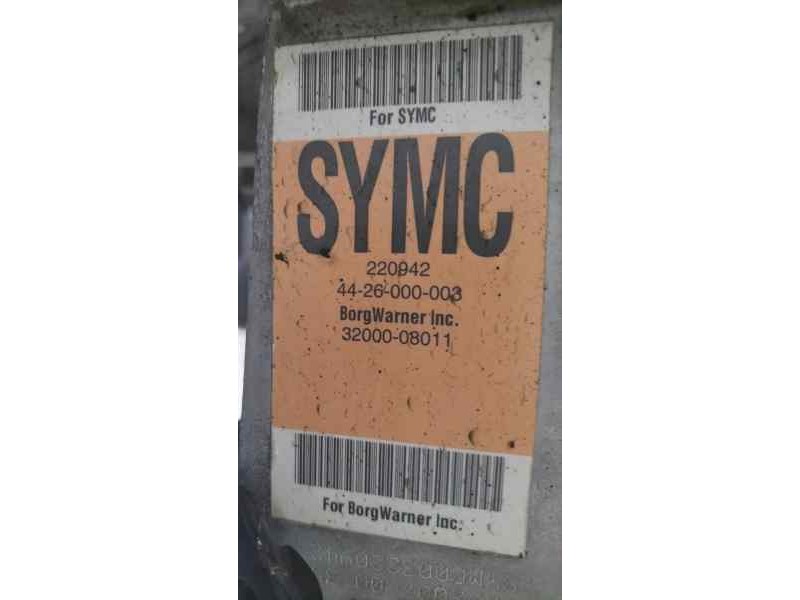 For SYMC
SYMC
220942
44-26-000-003
BorgWarner Inc.
32000-08011
For BorgWarner Inc.